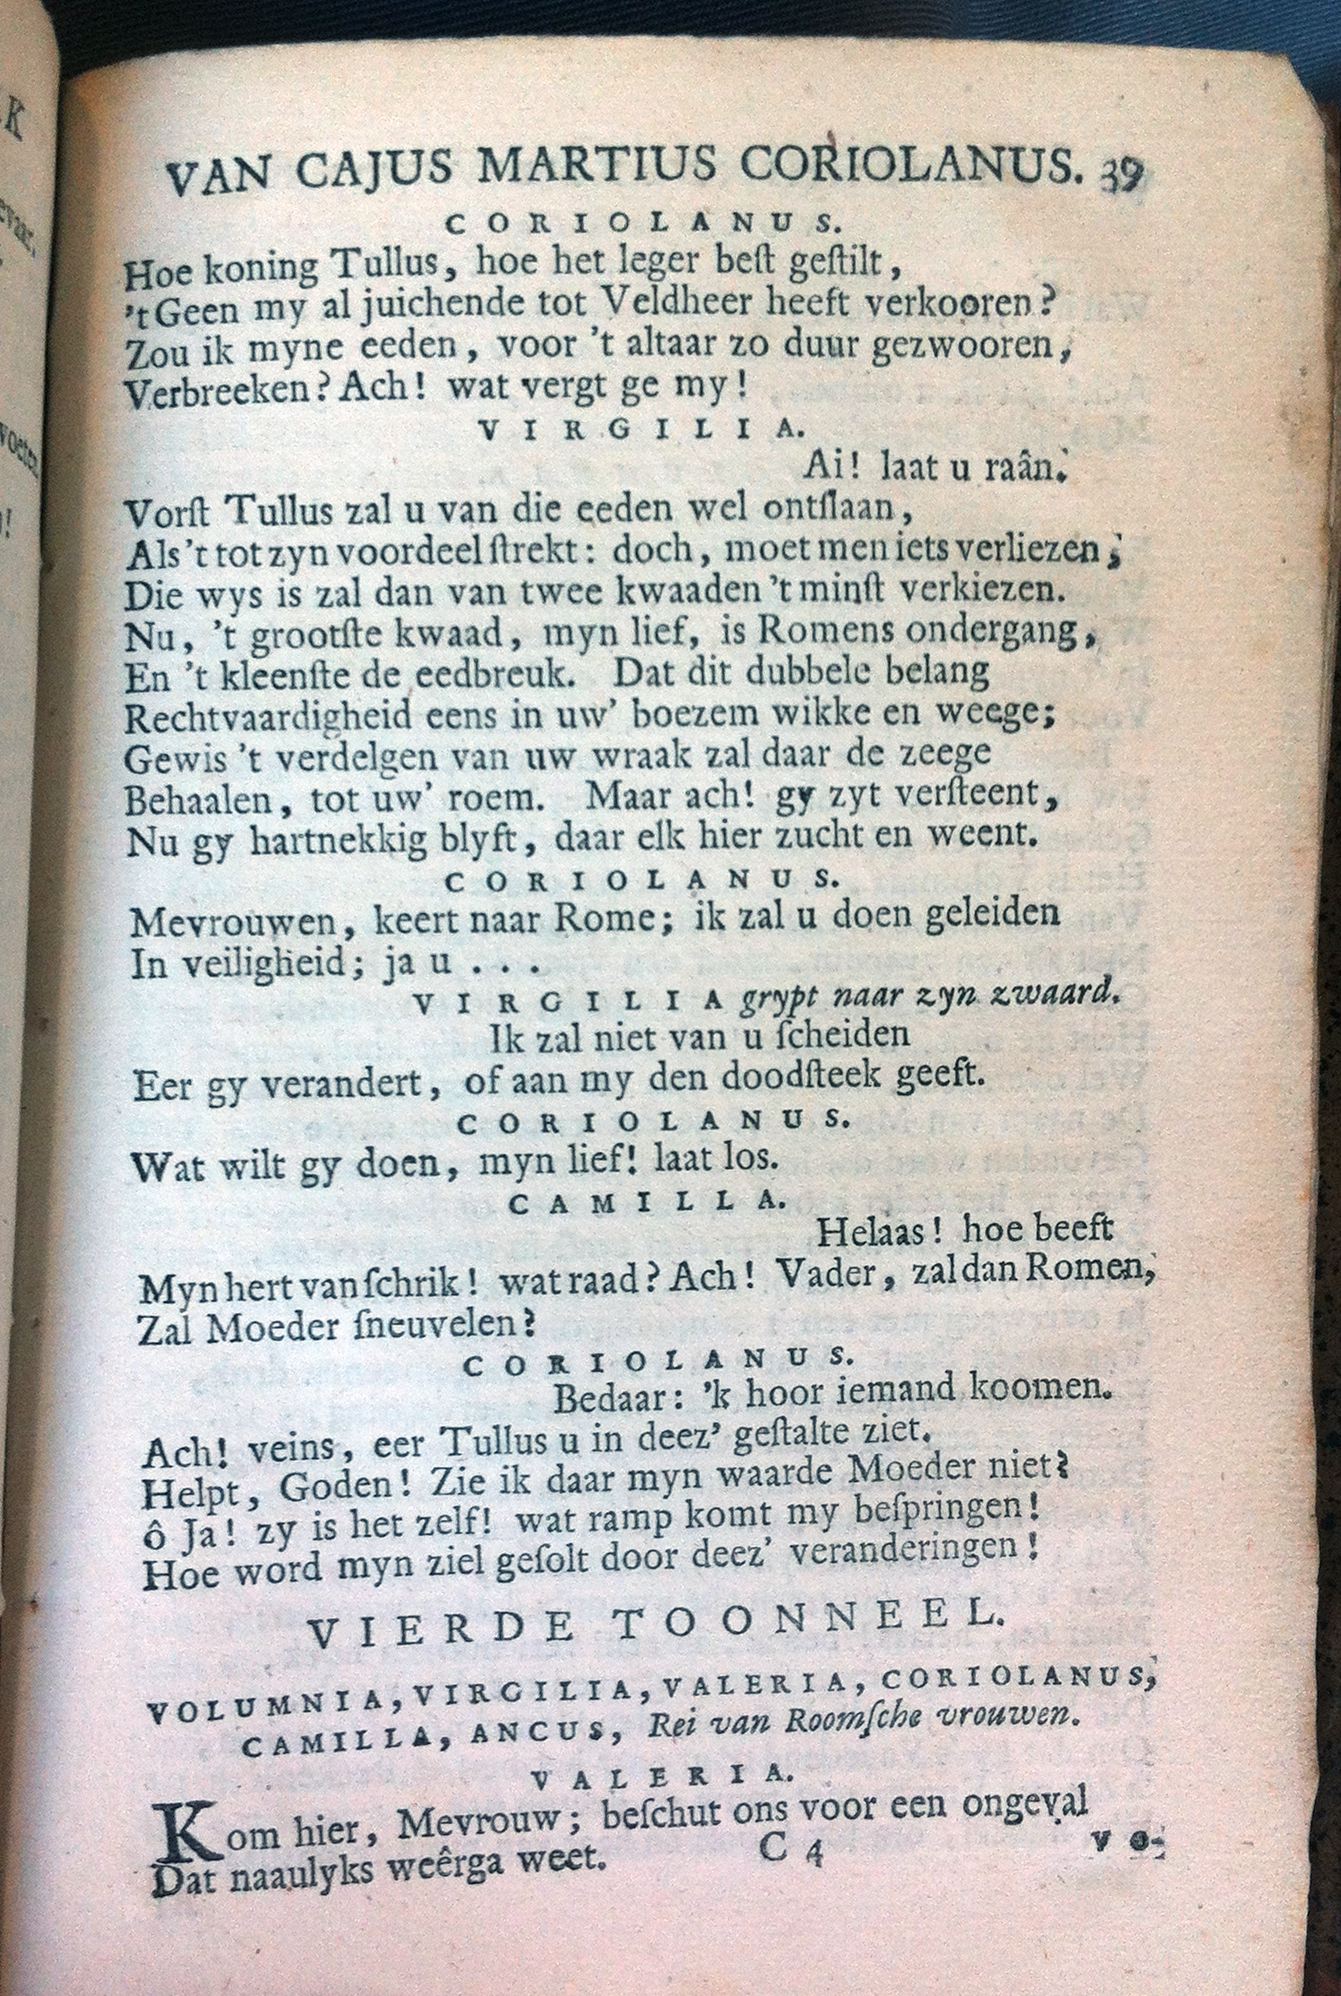 VAN CAJUS MARTIUS CORIOLANUS. 39
CORIOLANUS.
Hoe koning Tullus, hoe het leger beſt geſtilt,
't Geen my al juichende tot Veldheer heeft verkooren?
Zou ik myne eeden, voor 't altaar zo duur gezwooren,
Verbreeken? Ach! wat vergt ge my!
VIRGILIA.
Ai! laat u raân.
Vorſt Tullus zal u van die eeden wel ontſlaan,
Als 't tot zyn voordeel ſtrekt: doch, moet men iets verliezen,
Die wys is zal dan van twee kwaaden 't minſt verkiezen.
Nu, 't grootſte kwaad, myn lief, is Romens ondergang,
En 't kleenſte de eedbreuk. Dat dit dubbele belang
Rechtvaardigheid eens in uw' boezem wikke en weege;
Gewis 't verdelgen van uw wraak zal daar de zeege
Behaalen, tot uw' roem. Maar ach! gy zyt verſteent,
Nu gy hartnekkig blyft, daar elk hier zucht en weent.
CORIOLANUS.
Mevrouwen, keert naar Rome; ik zal u doen geleiden
In veiligheid; ja u . . .
VIRGILIA grypt naar zyn zwaard.
Ik zal niet van u ſcheiden
Eer gy verandert, of aan my den doodſteek geeft.
CORIOLANUS.
Wat wilt gy doen, myn lief! laat los.
CAMILLA.
Helaas! hoe beeft
Myn hert van ſchrik! wat raad? Ach! Vader, zal dan Romen,
Zal Moeder ſneuvelen?
CORIOLANUS.
Bedaar: 'k hoor iemand koomen.
Ach! veins, eer Tullus u in deez' geſtalte ziet.
Helpt, Goden! Zie ik daar myn waarde Moeder niet?
ô Ja! zy is het zelf! wat ramp komt my beſpringen!
Hoe word myn ziel geſolt door deez' veranderingen!
VIERDE TOONNEEL.
VOLUMNIA, VIRGILIA, VALERIA, CORIOLANUS,
CAMILLA, ANCUS, Rei van Roomſche vrouwen.
VALERIA.
Kom hier, Mevrouw; beſchut ons voor een ongeval
Dat naaulyks weêrga weet.
C 4 VO-